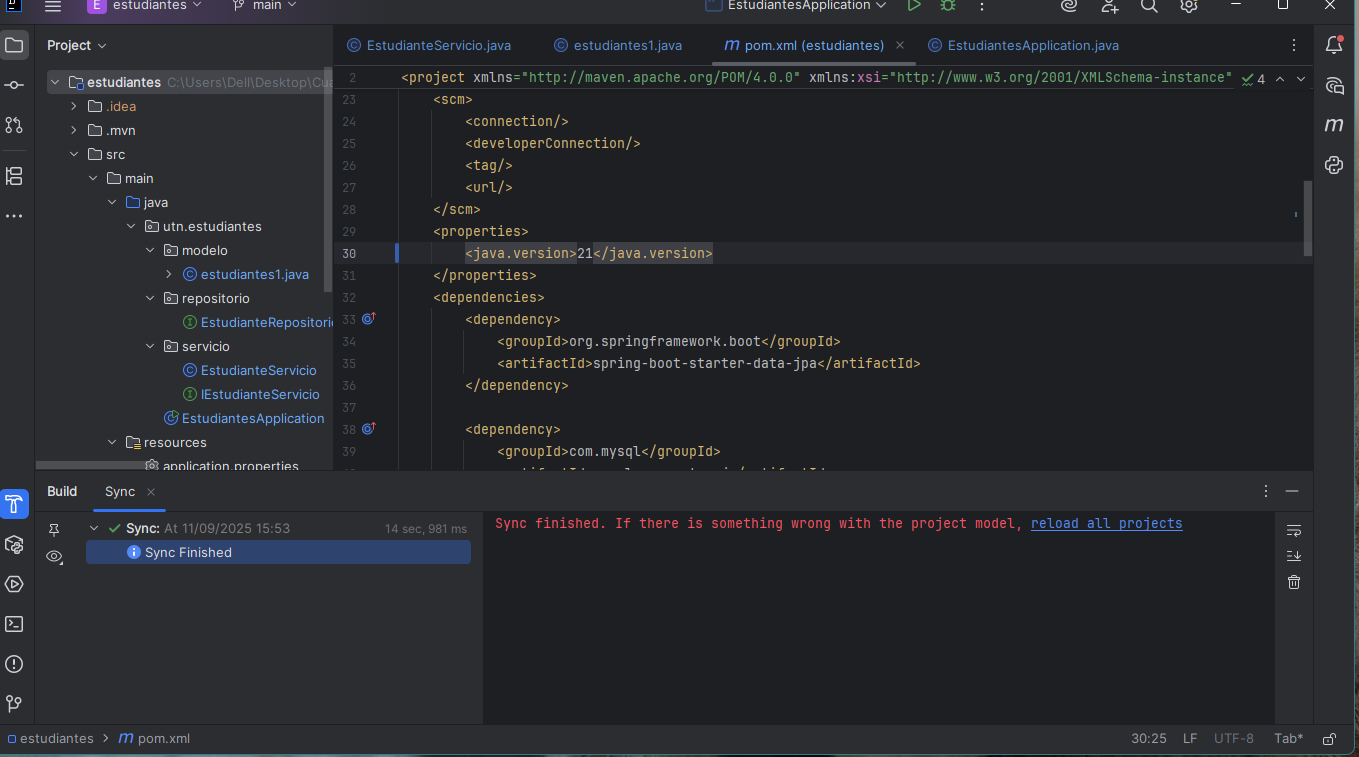 E estudiantes main EstudiantesApplication
Project
EstudianteServicio.java estudiantes1.java pom.xml (estudiantes) EstudiantesApplication.java
estudiantes C:\Users\Dell\Desktop\Cua
.idea
.mvn
src
main
java
utn.estudiantes
modelo
estudiantes1.java
repositorio
EstudianteRepositorio
servicio
EstudianteServicio
IEstudianteServicio
EstudiantesApplication
resources
application.properties
2 <project xmlns="http://maven.apache.org/POM/4.0.0" xmlns:xsi="http://www.w3.org/2001/XMLSchema-instance" 4
23 <scm>
24 <connection/>
25 <developerConnection/>
26 <tag/>
27 <url/>
28 </scm>
29 <properties>
30 <java.version>21</java.version>
31 </properties>
32 <dependencies>
33 <dependency>
34 <groupId>org.springframework.boot</groupId>
35 <artifactId>spring-boot-starter-data-jpa</artifactId>
36 </dependency>
37
38 <dependency>
39 <groupId>com.mysql</groupId>
Build Sync
Sync: At 11/09/2025 15:53 14 sec, 981 ms
Sync Finished
Sync finished. If there is something wrong with the project model, reload all projects
estudiantes > m pom.xml
30:25 LF UTF-8 Tab*